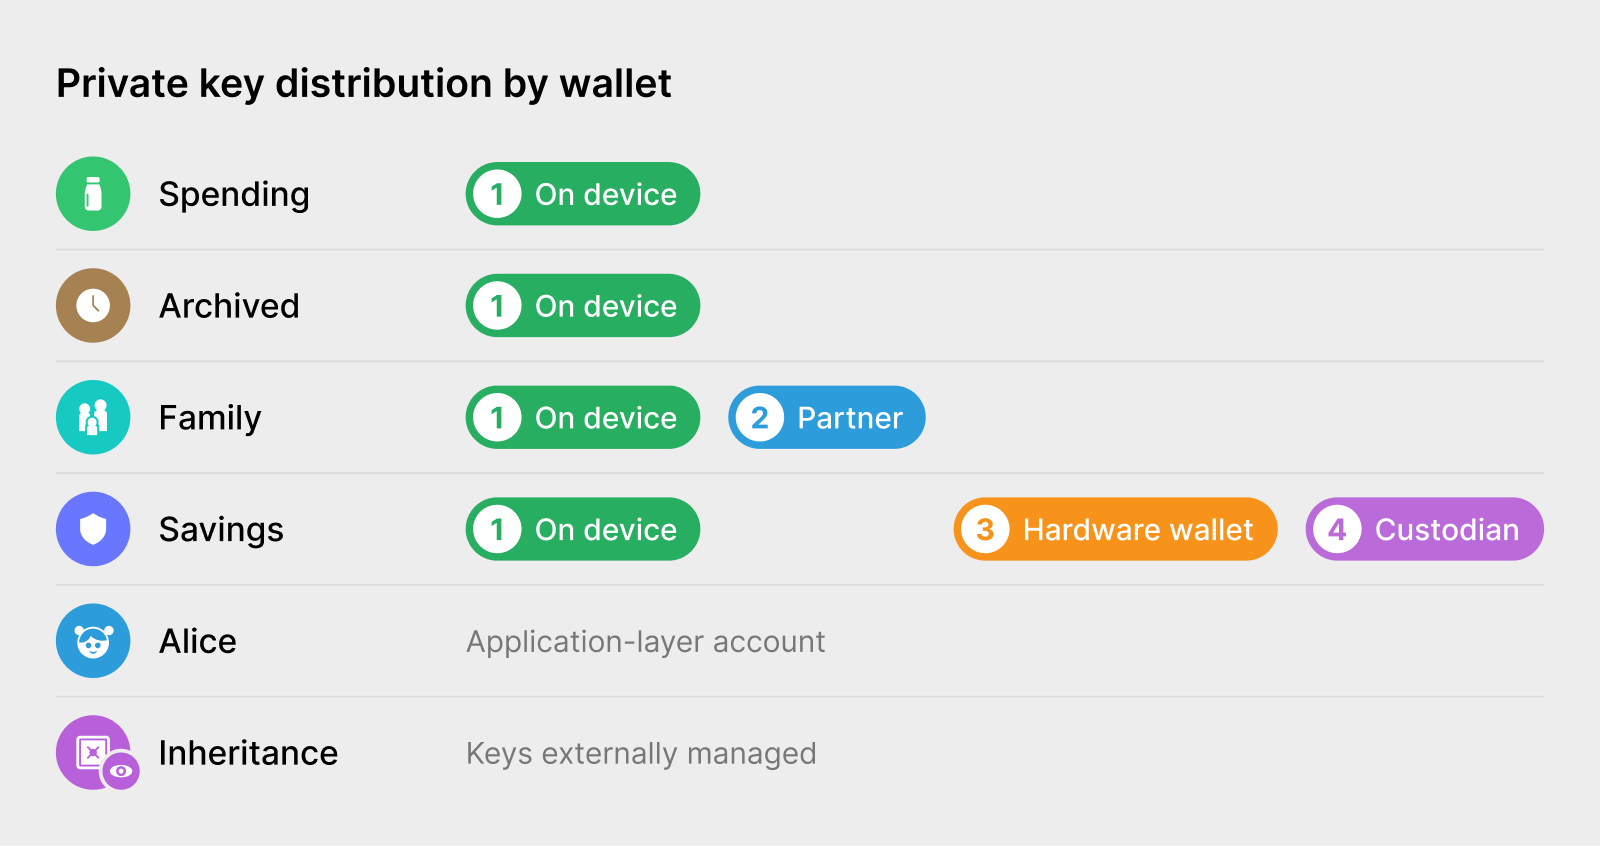 Private key distribution by wallet
Spending 1 On device
Archived 1 On device
Family 1 On device 2 Partner
Savings 1 On device 3 Hardware wallet 4 Custodian
Alice Application-layer account
Inheritance Keys externally managed